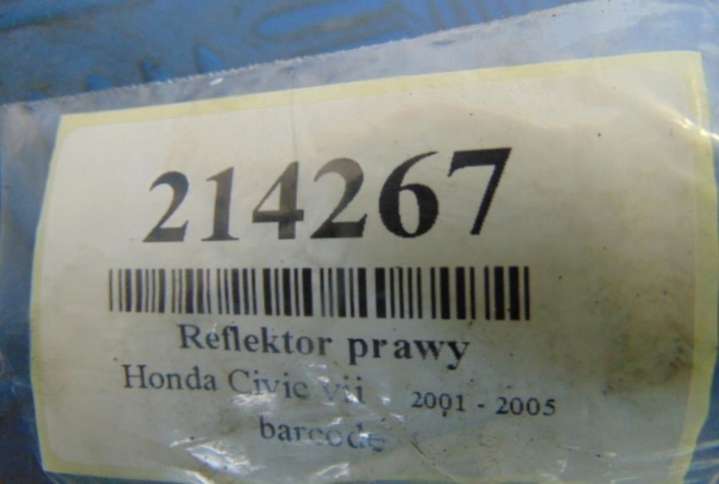 214267
Reflektor prawy
Honda Civic vii 2001 - 2005
barcode